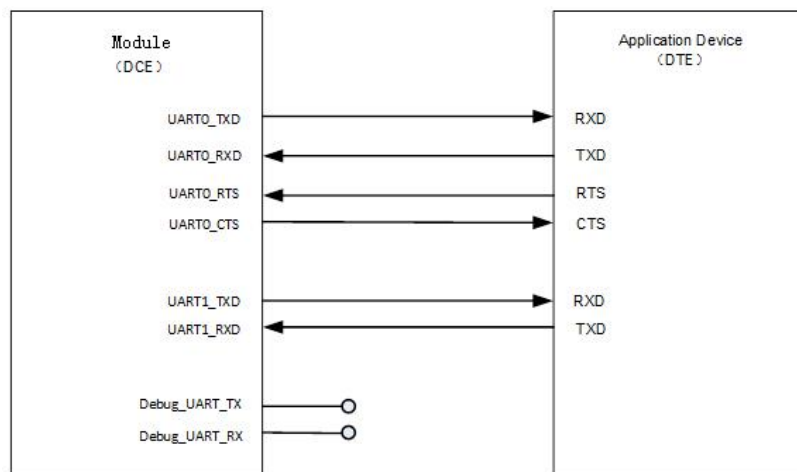 Module
（DCE）
Application Device
（DTE）
UART0_TXD
RXD
UART0_RXD
TXD
UART0_RTS
RTS
UART0_CTS
CTS
UART1_TXD
RXD
UART1_RXD
TXD
Debug_UART_TX
Debug_UART_RX